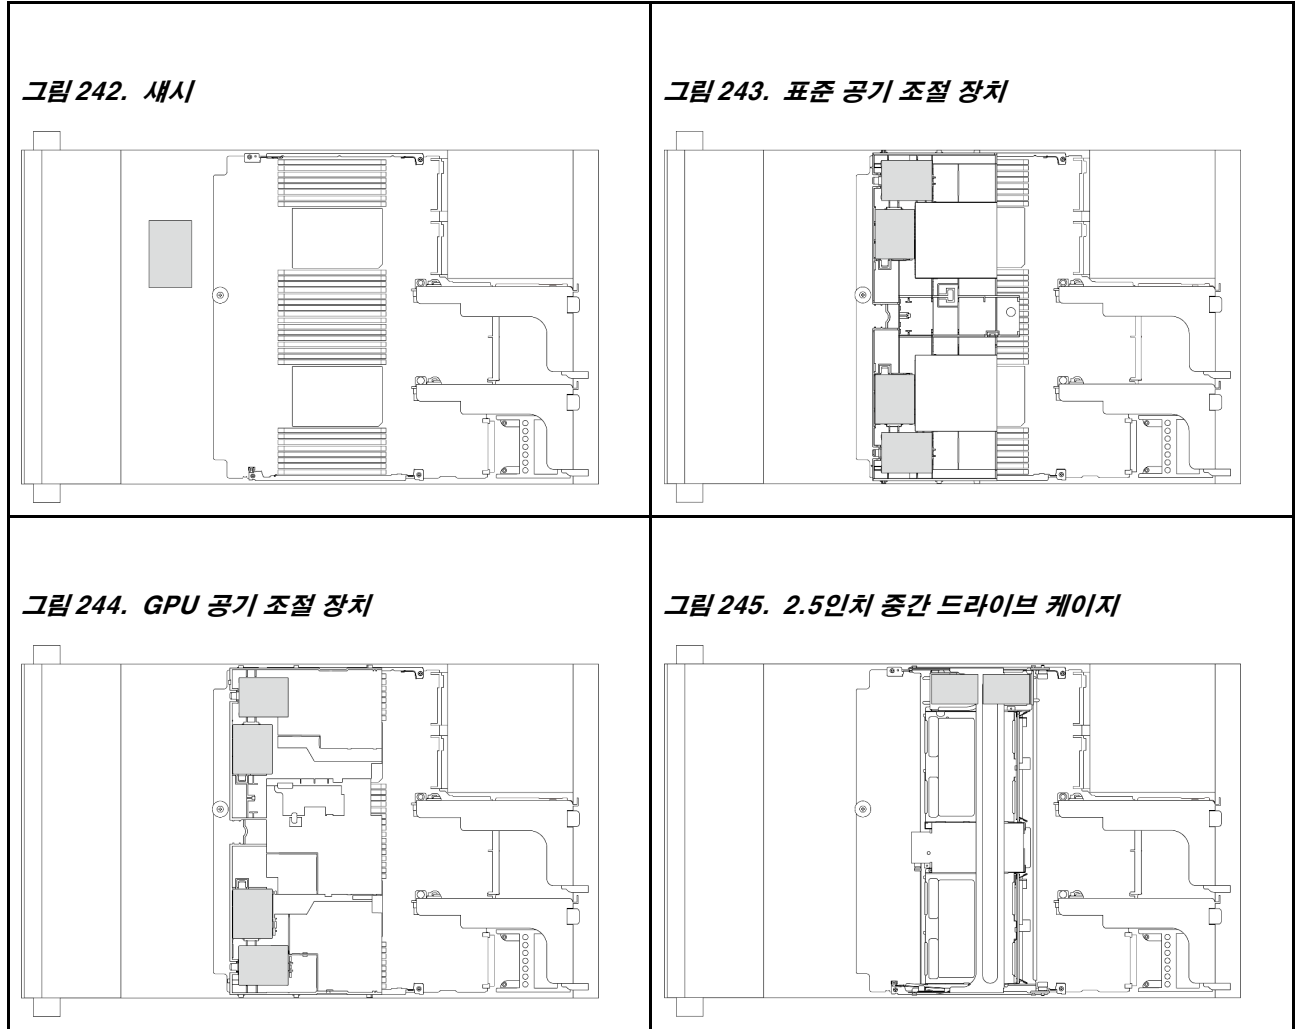 그림 242. 섀시
그림 243. 표준 공기 조절 장치
그림 244. GPU 공기 조절 장치
그림 245. 2.5인치 중간 드라이브 케이지